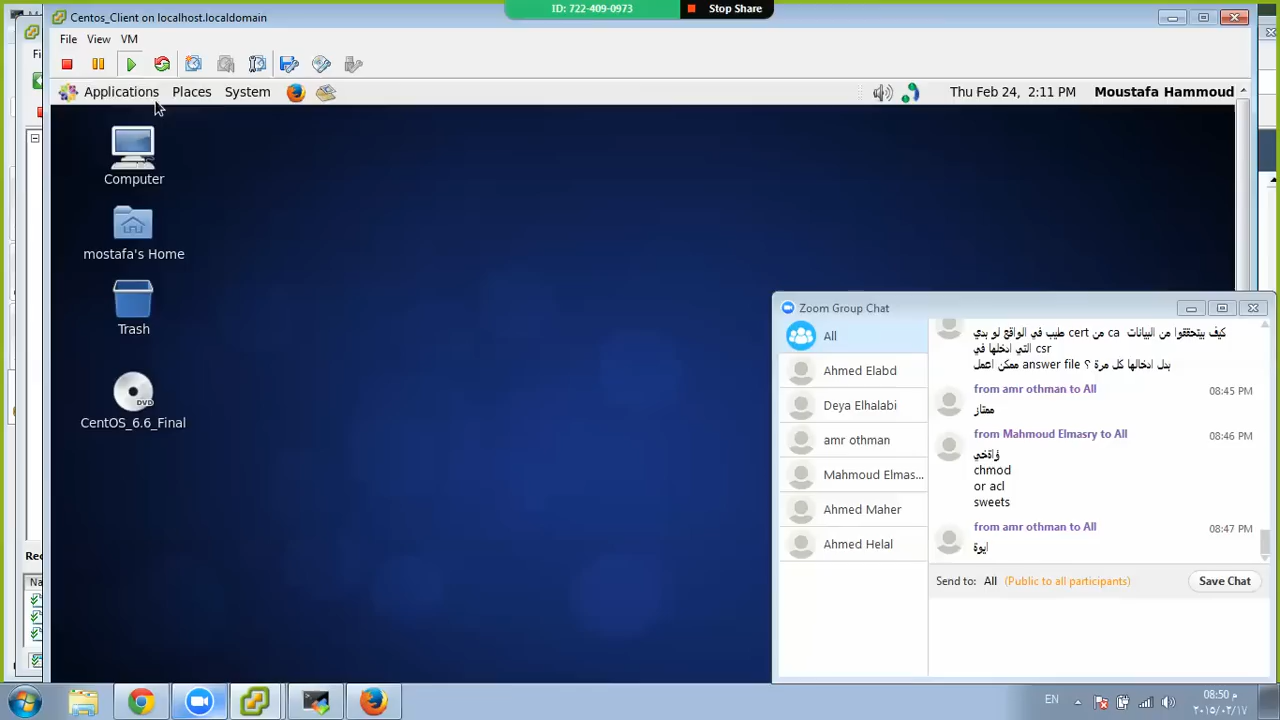 ID: 722-409-0973
Stop Share
Centos_Client on localhost.localdomain
File View VM
Applications Places System
Thu Feb 24, 2:11 PM
Moustafa Hammoud
Computer
mostafa's Home
Trash
CentOS_6.6_Final
Zoom Group Chat
All
Ahmed Elabd
Deya Elhalabi
amr othman
Mahmoud Elmas...
Ahmed Maher
Ahmed Helal
كيف بيتحققوا من البيانات ca من cert طيب في الواقع لو بدي
csr التي ادخلها في
بدل ادخالها كل مرة ؟ answer file ممكن اعمل
from amr othman to All
08:45 PM
ممتاز
from Mahmoud Elmasry to All
08:46 PM
chmod
or acl
sweets
from amr othman to All
08:47 PM
ايوة
Send to: All (Public to all participants)
Save Chat
Rec
Na
EN
08:50 م
٢٠١٥/٠٢/١٧